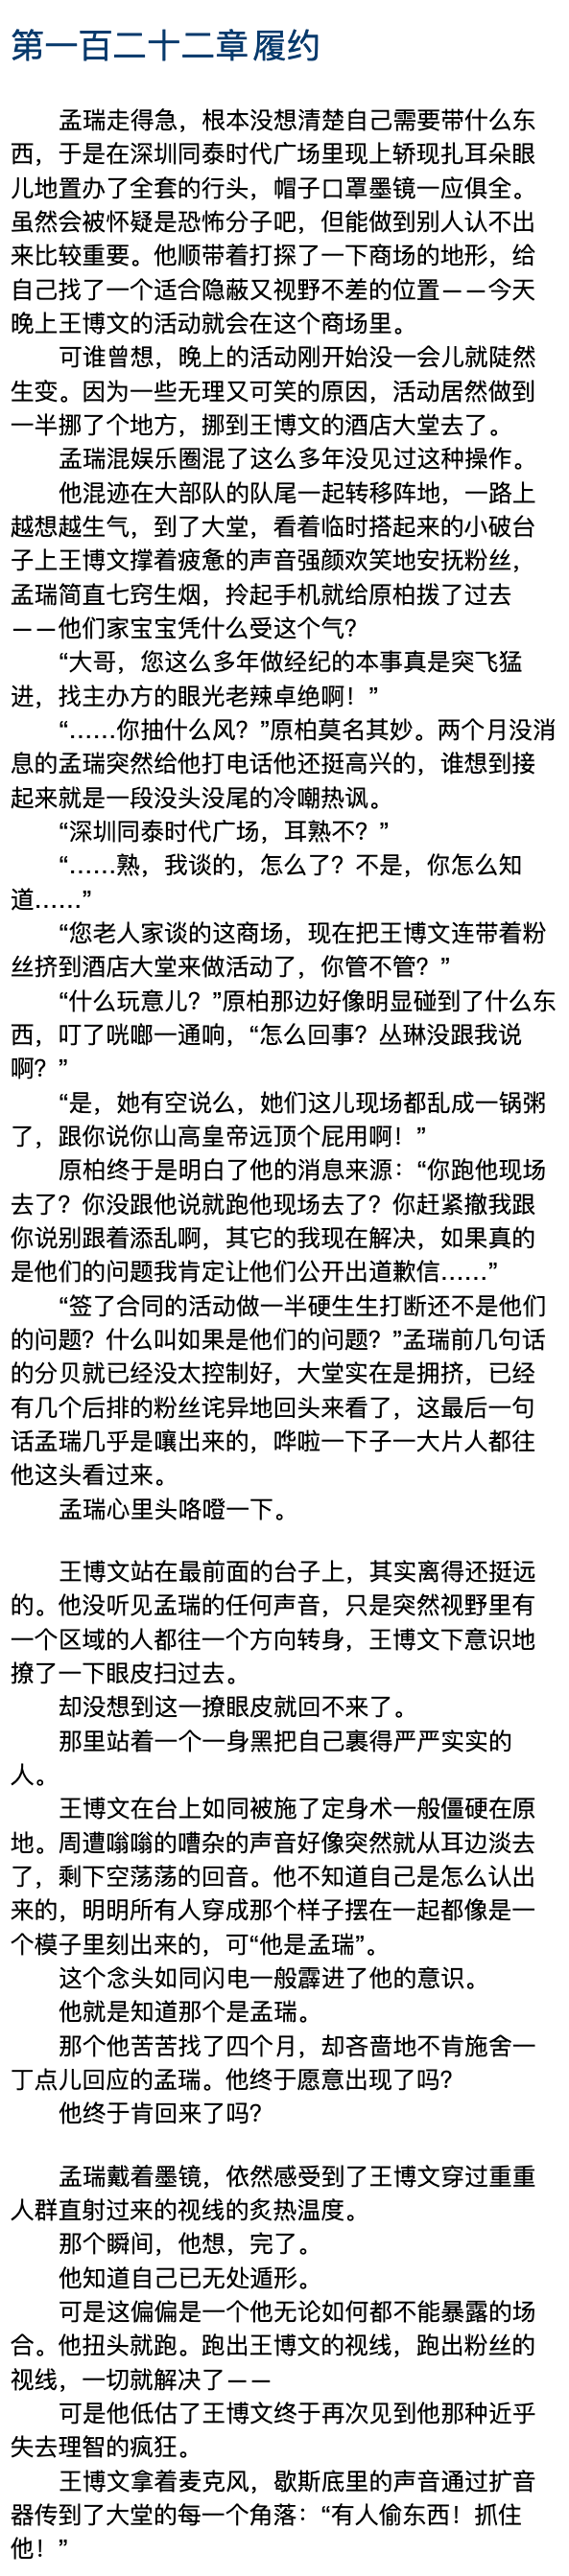 第一百二十二章 履约
孟瑞走得急，根本没想清楚自己需要带什么东
西，于是在深圳同泰时代广场里现上轿现扎耳朵眼
儿地置办了全套的行头，帽子口罩墨镜一应俱全。
虽然会被怀疑是恐怖分子吧，但能做到别人认不出
来比较重要。他顺带着打探了一下商场的地形，给
自己找了一个适合隐蔽又视野不差的位置——今天
晚上王博文的活动就会在这个商场里。
可谁曾想，晚上的活动刚开始没一会儿就陡然
生变。因为一些无理又可笑的原因，活动居然做到
一半挪了个地方，挪到王博文的酒店大堂去了。
孟瑞混娱乐圈混了这么多年没见过这种操作。
他混迹在大部队的队尾一起转移阵地，一路上
越想越生气，到了大堂，看着临时搭起来的小破台
子上王博文撑着疲惫的声音强颜欢笑地安抚粉丝，
孟瑞简直七窍生烟，拎起手机就给原柏拨了过去
——他们家宝宝凭什么受这个气？
“大哥，您这么多年做经纪的本事真是突飞猛
进，找主办方的眼光老辣卓绝啊！”
“……你抽什么风？”原柏莫名其妙。两个月没消
息的孟瑞突然给他打电话他还挺高兴的，谁想到接
起来就是一段没头没尾的冷嘲热讽。
“深圳同泰时代广场，耳熟不？”
“……熟，我谈的，怎么了？不是，你怎么知
道……”
“您老人家谈的这商场，现在把王博文连带着粉
丝挤到酒店大堂来做活动了，你管不管？”
“什么玩意儿？”原柏那边好像明显碰到了什么东
西，叮了咣啷一通响，“怎么回事？丛琳没跟我说
啊？”
“是，她有空说么，她们这儿现场都乱成一锅粥
了，跟你说你山高皇帝远顶个屁用啊！”
原柏终于是明白了他的消息来源：“你跑他现场
去了？你没跟他说就跑他现场去了？你赶紧撤我跟
你说别跟着添乱啊，其它的我现在解决，如果真的
是他们的问题我肯定让他们公开出道歉信……”
“签了合同的活动做一半硬生生打断还不是他们
的问题？什么叫如果是他们的问题？”孟瑞前几句话
的分贝就已经没太控制好，大堂实在是拥挤，已经
有几个后排的粉丝诧异地回头来看了，这最后一句
话孟瑞几乎是嚷出来的，哗啦一下子一大片人都往
他这头看过来。
孟瑞心里头咯噔一下。
王博文站在最前面的台子上，其实离得还挺远
的。他没听见孟瑞的任何声音，只是突然视野里有
一个区域的人都往一个方向转身，王博文下意识地
撩了一下眼皮扫过去。
却没想到这一撩眼皮就回不来了。
那里站着一个一身黑把自己裹得严严实实的
人。
王博文在台上如同被施了定身术一般僵硬在原
地。周遭嗡嗡的嘈杂的声音好像突然就从耳边淡去
了，剩下空荡荡的回音。他不知道自己是怎么认出
来的，明明所有人穿成那个样子摆在一起都像是一
个模子里刻出来的，可“他是孟瑞”。
这个念头如同闪电一般霹进了他的意识。
他就是知道那个是孟瑞。
那个他苦苦找了四个月，却吝啬地不肯施舍一
丁点儿回应的孟瑞。他终于愿意出现了吗？
他终于肯回来了吗？
孟瑞戴着墨镜，依然感受到了王博文穿过重重
人群直射过来的视线的炙热温度。
那个瞬间，他想，完了。
他知道自己已无处遁形。
可是这偏偏是一个他无论如何都不能暴露的场
合。他扭头就跑。跑出王博文的视线，跑出粉丝的
视线，一切就解决了——
可是他低估了王博文终于再次见到他那种近乎
失去理智的疯狂。
王博文拿着麦克风，歇斯底里的声音通过扩音
器传到了大堂的每一个角落：“有人偷东西！抓住
他！”